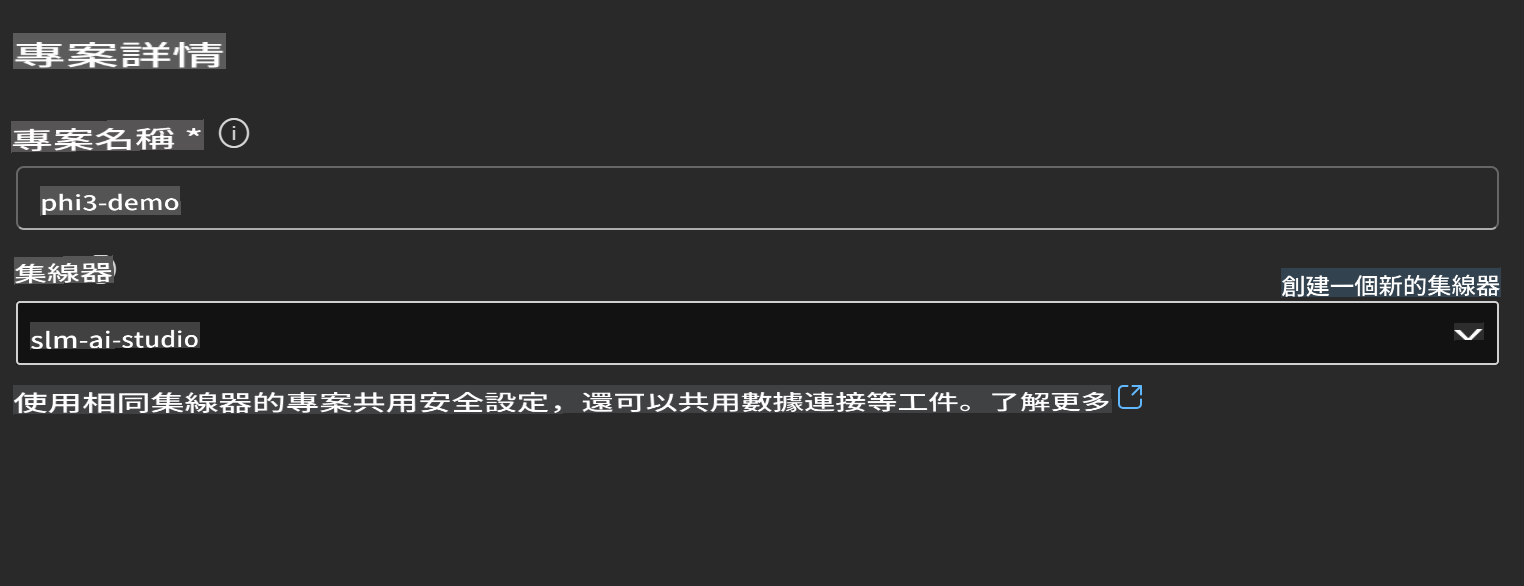 專案詳情
專案名稱 *
phi3-demo
集線器
創建一個新的集線器
slm-ai-studio
使用相同集線器的專案共用安全設定，還可以共用數據連接等工件。了解更多